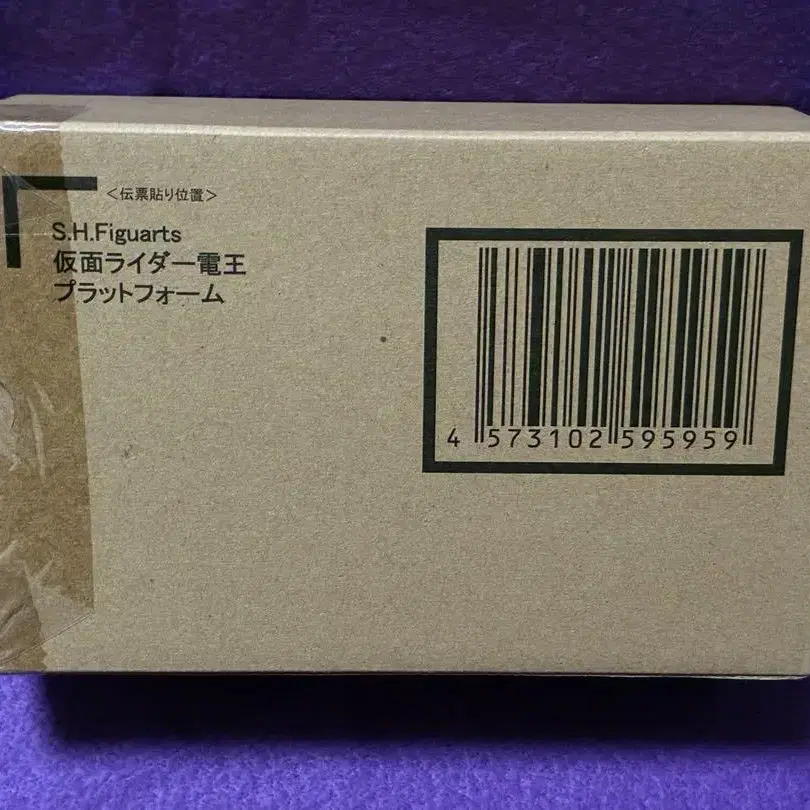 <伝票貼り位置>
S.H.Figuarts
仮面ライダー電王
プラットフォーム
4 573102 595959